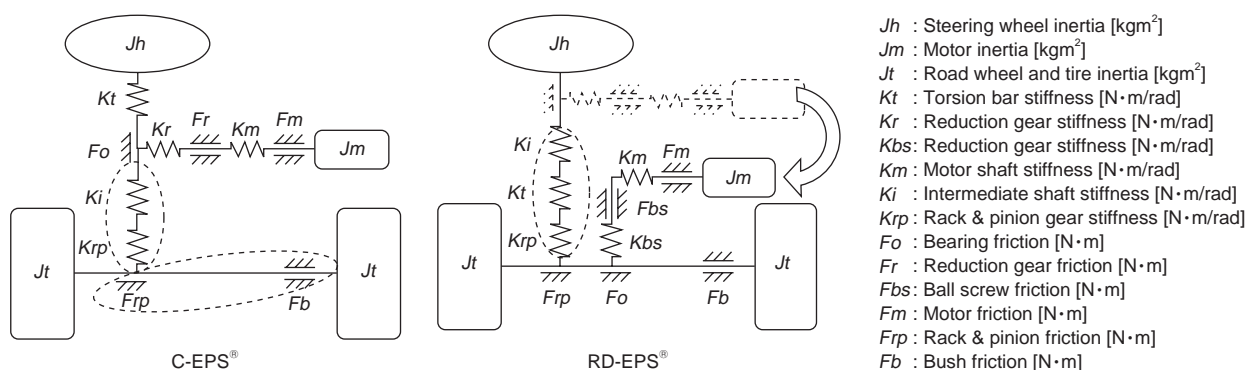 Jh
Kt
Kr
Fr
Km
Fm
Jm
Fo
Ki
Krp
Jt
Jt
Frp
Fb
C-EPS®
Jh
Ki
Km
Fm
Jm
Kt
Fbs
Krp
Kbs
Jt
Jt
Frp
Fo
Fb
RD-EPS®
Jh : Steering wheel inertia [kgm²]
Jm : Motor inertia [kgm²]
Jt : Road wheel and tire inertia [kgm²]
Kt : Torsion bar stiffness [N·m/rad]
Kr : Reduction gear stiffness [N·m/rad]
Kbs: Reduction gear stiffness [N·m/rad]
Km : Motor shaft stiffness [N·m/rad]
Ki : Intermediate shaft stiffness [N·m/rad]
Krp : Rack & pinion gear stiffness [N·m/rad]
Fo : Bearing friction [N·m]
Fr : Reduction gear friction [N·m]
Fbs : Ball screw friction [N·m]
Fm : Motor friction [N·m]
Frp : Rack & pinion friction [N·m]
Fb : Bush friction [N·m]